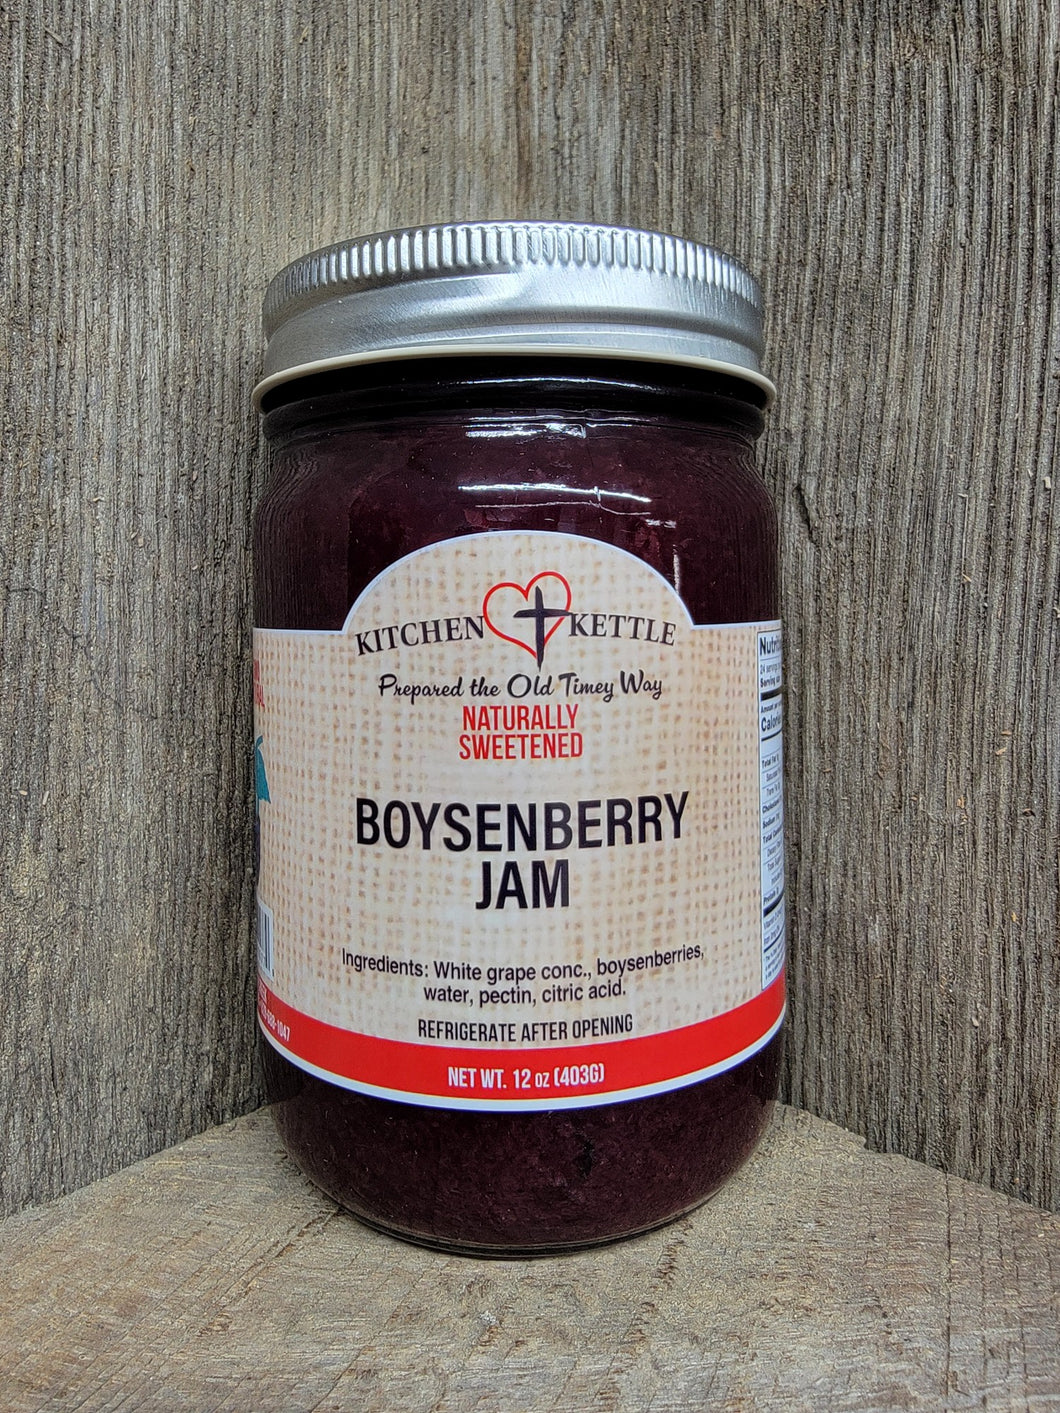 KITCHEN KETTLE
Prepared the Old Timey Way
NATURALLY
SWEETENED
BOYSENBERRY
JAM
Ingredients: White grape conc., boysenberries,
water, pectin, citric acid.
REFRIGERATE AFTER OPENING
NET WT. 12 oz (403G)